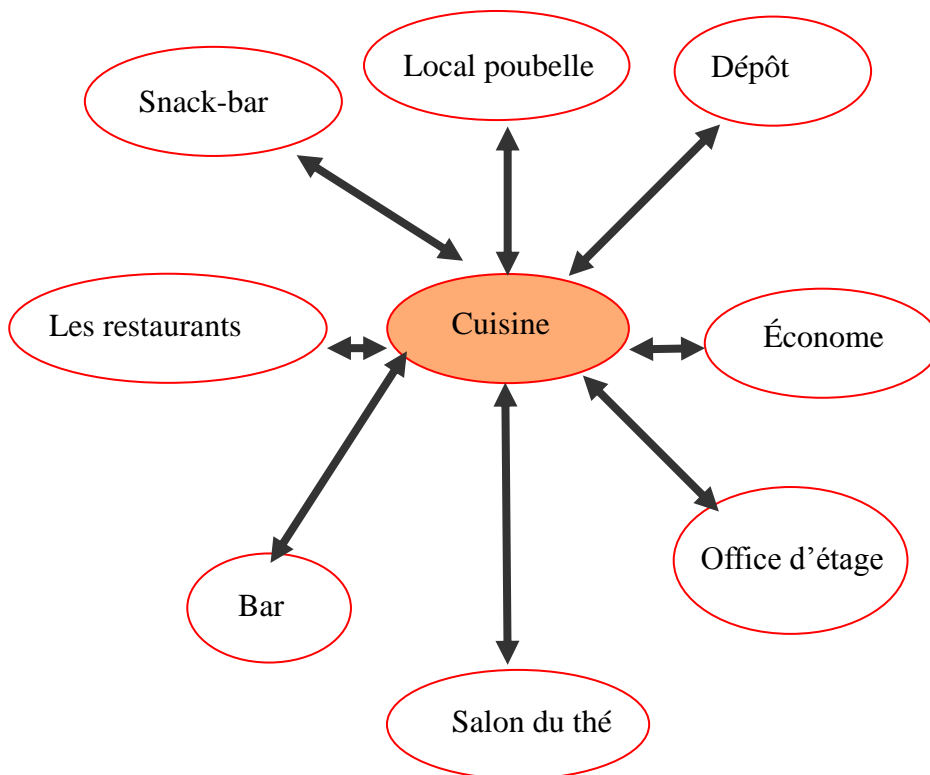 Local poubelle
Dépôt
Snack-bar
Les restaurants
Cuisine
Économe
Office d’étage
Bar
Salon du thé